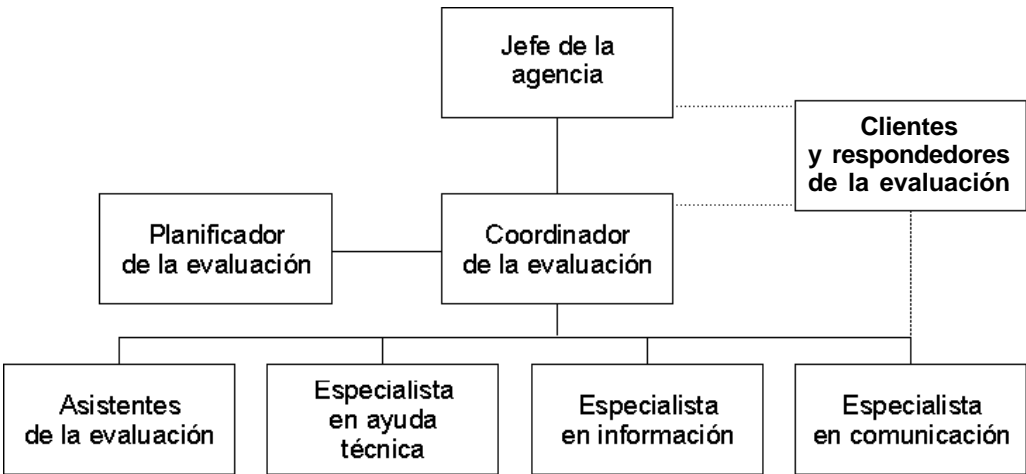 Jefe de la
agencia
Clientes
y respondedores
de la evaluación
Planificador
de la evaluación
Coordinador
de la evaluación
Asistentes
de la evaluación
Especialista
en ayuda
técnica
Especialista
en información
Especialista
en comunicación